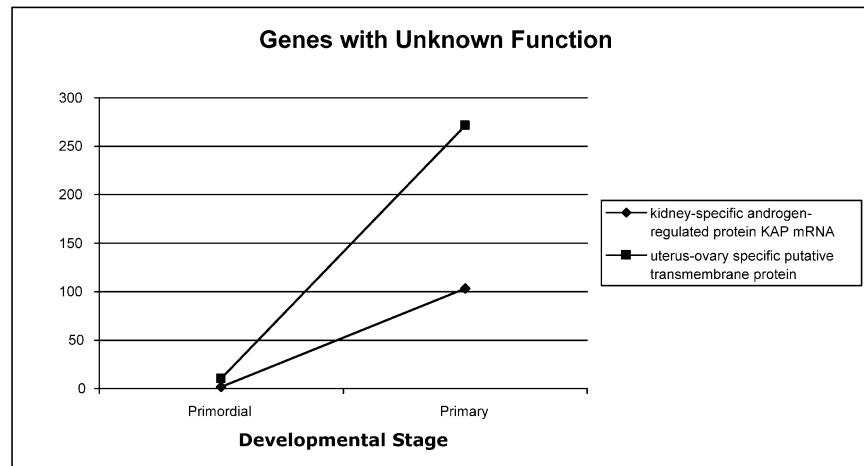 Genes with Unknown Function
300
250
200
150
100
50
0
Primordial
Primary
Developmental Stage
kidney-specific androgen-
regulated protein KAP mRNA
uterus-ovary specific putative
transmembrane protein